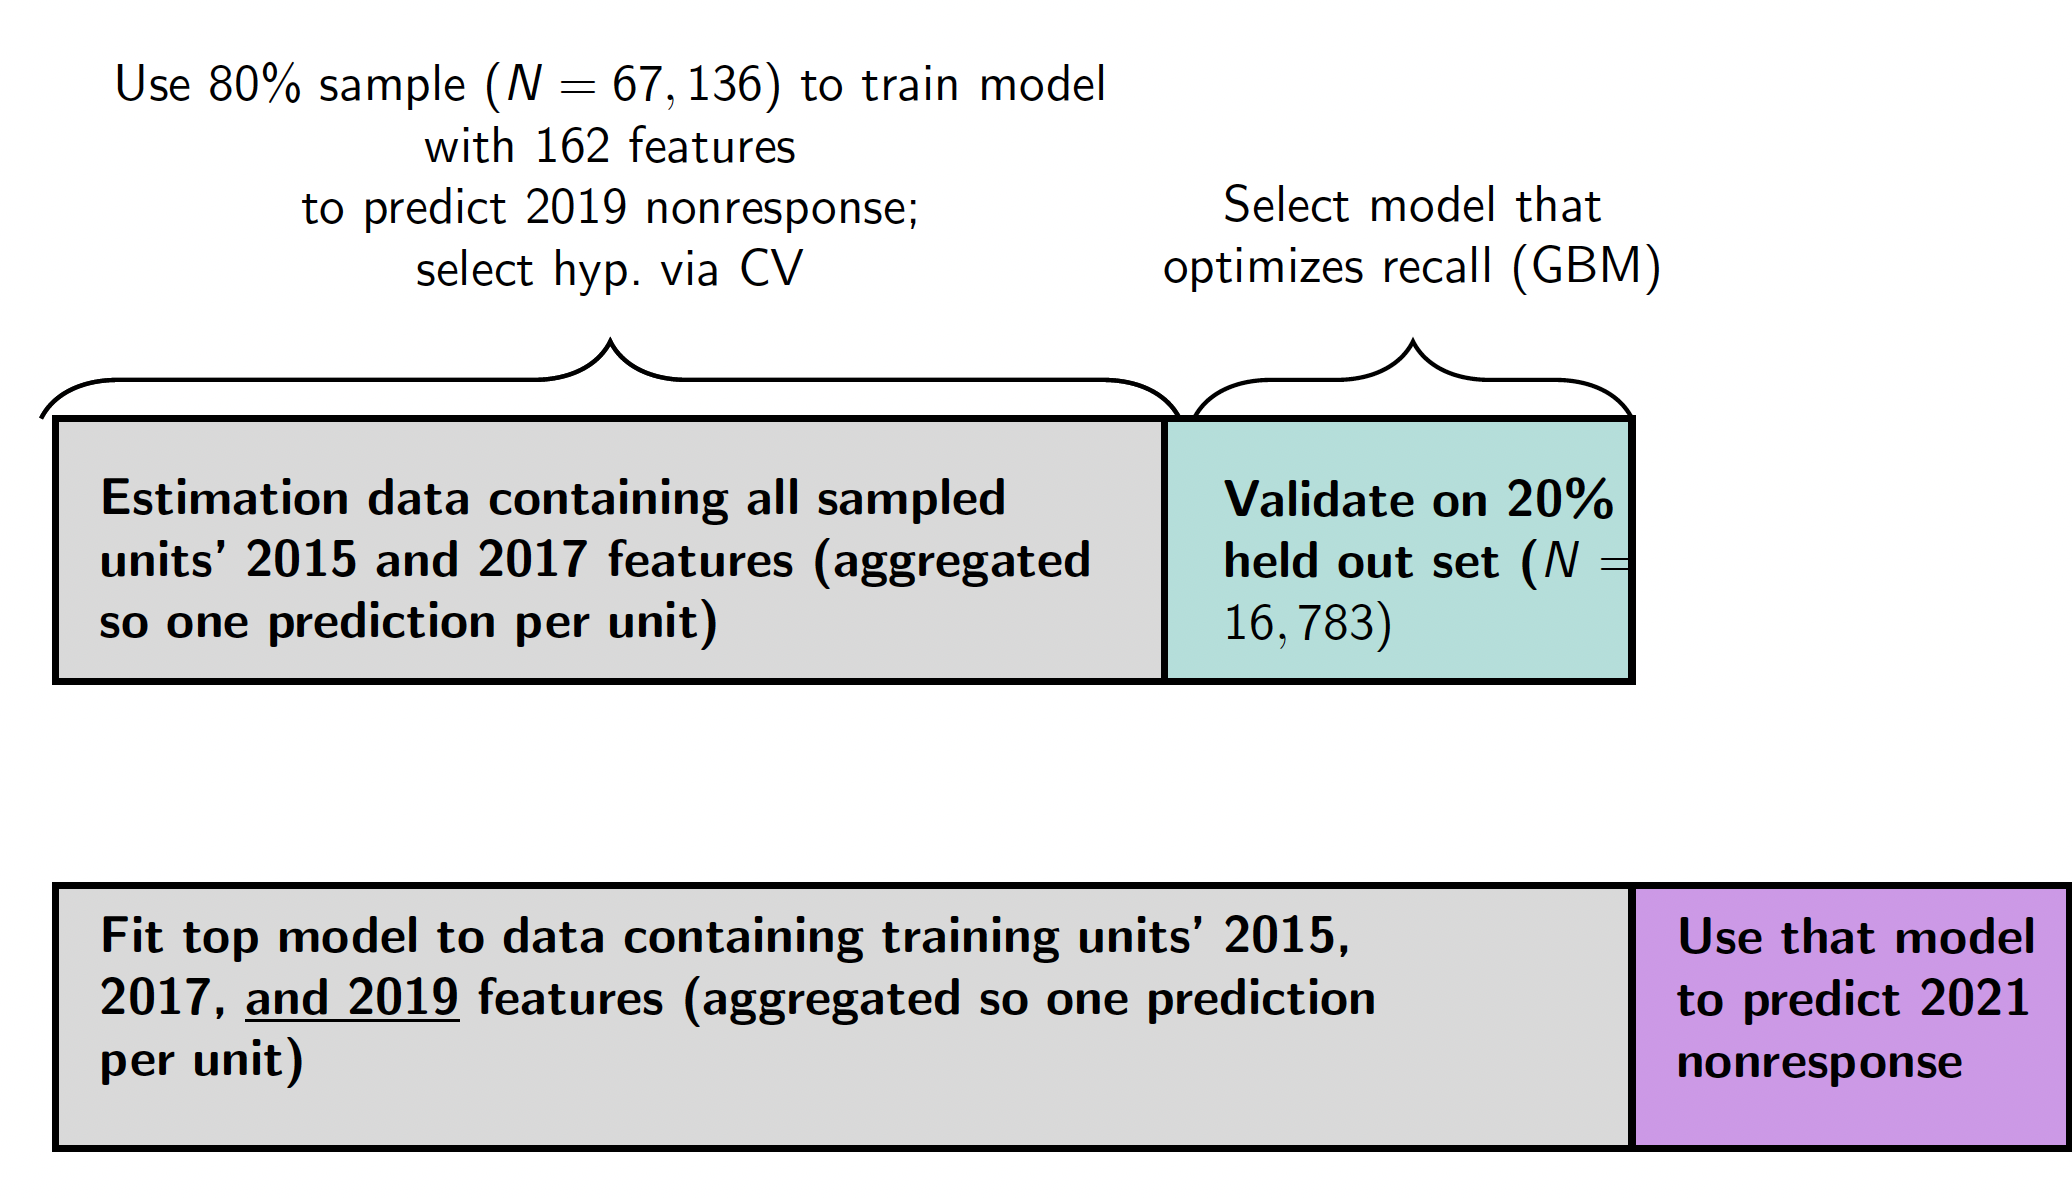 Use 80% sample (N = 67, 136) to train model
with 162 features
to predict 2019 nonresponse;
select hyp. via CV
Select model that
optimizes recall (GBM)
Estimation data containing all sampled
units’ 2015 and 2017 features (aggregated
so one prediction per unit)
Validate on 20%
held out set (N =
16, 783)
Fit top model to data containing training units’ 2015,
2017, and 2019 features (aggregated so one prediction
per unit)
Use that model
to predict 2021
nonresponse